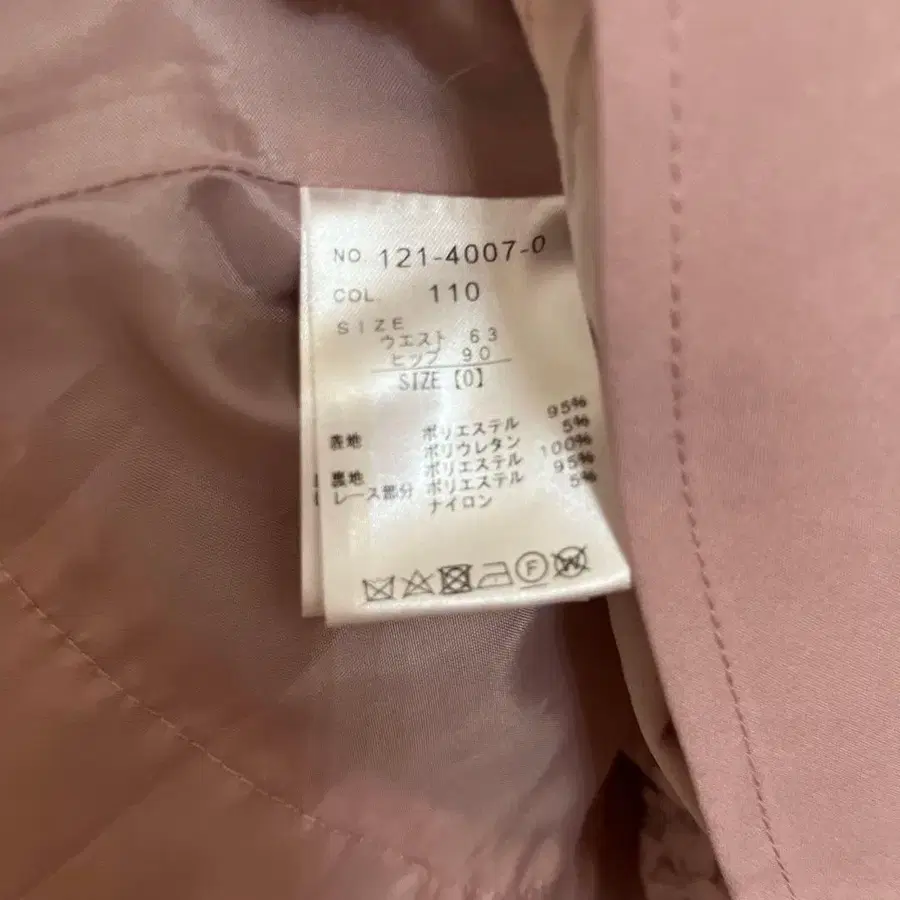 NO. 121-4007-0
COL. 110
SIZE
ウエスト 63
ヒップ 90
SIZE【0】
表地 ポリエステル 95%
ポリウレタン 5%
裏地 ポリエステル 100%
レース部分 ポリエステル 95%
ナイロン 5%
F W